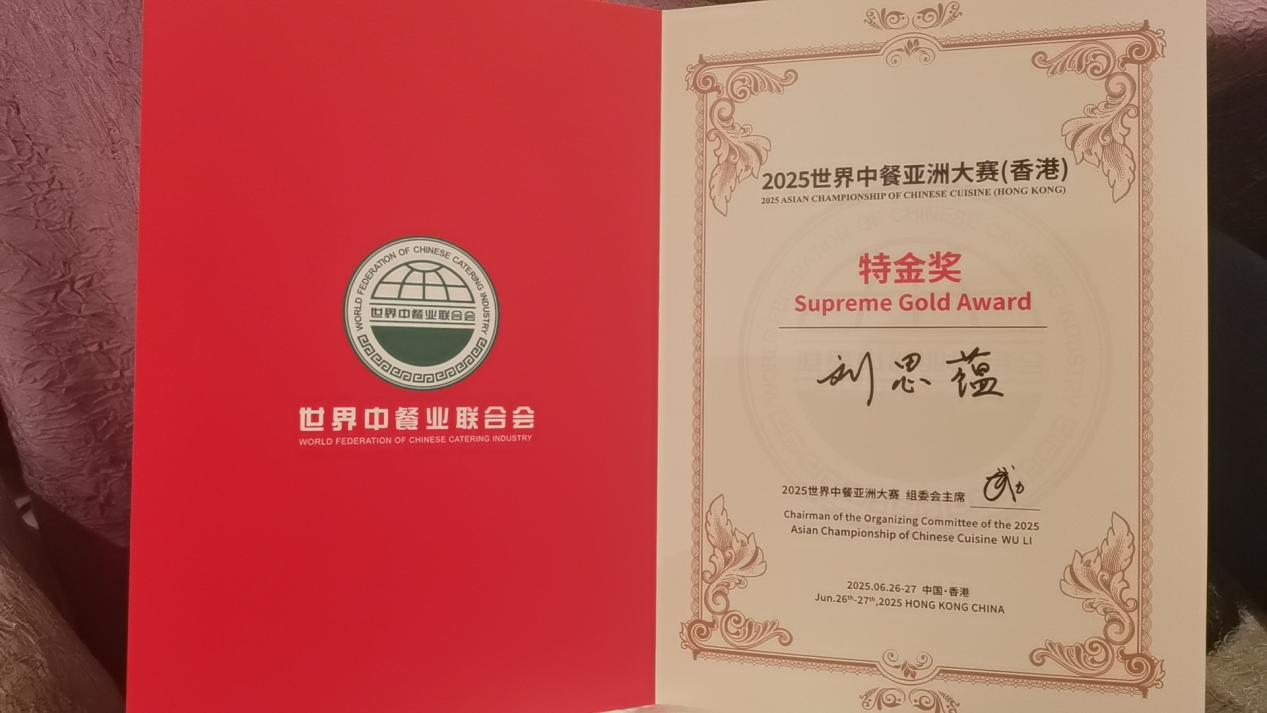 WORLD FEDERATION OF CHINESE CATERING INDUSTRY
世界中餐业联合会
世界中餐业联合会
WORLD FEDERATION OF CHINESE CATERING INDUSTRY
2025世界中餐亚洲大赛(香港)
2025 ASIAN CHAMPIONSHIP OF CHINESE CUISINE (HONG KONG)
特金奖
Supreme Gold Award
刘思蕴
2025世界中餐亚洲大赛 组委会主席
Chairman of the Organizing Committee of the 2025
Asian Championship of Chinese Cuisine WU LI
2025.06.26-27 中国·香港
Jun.26th-27th,2025 HONG KONG CHINA